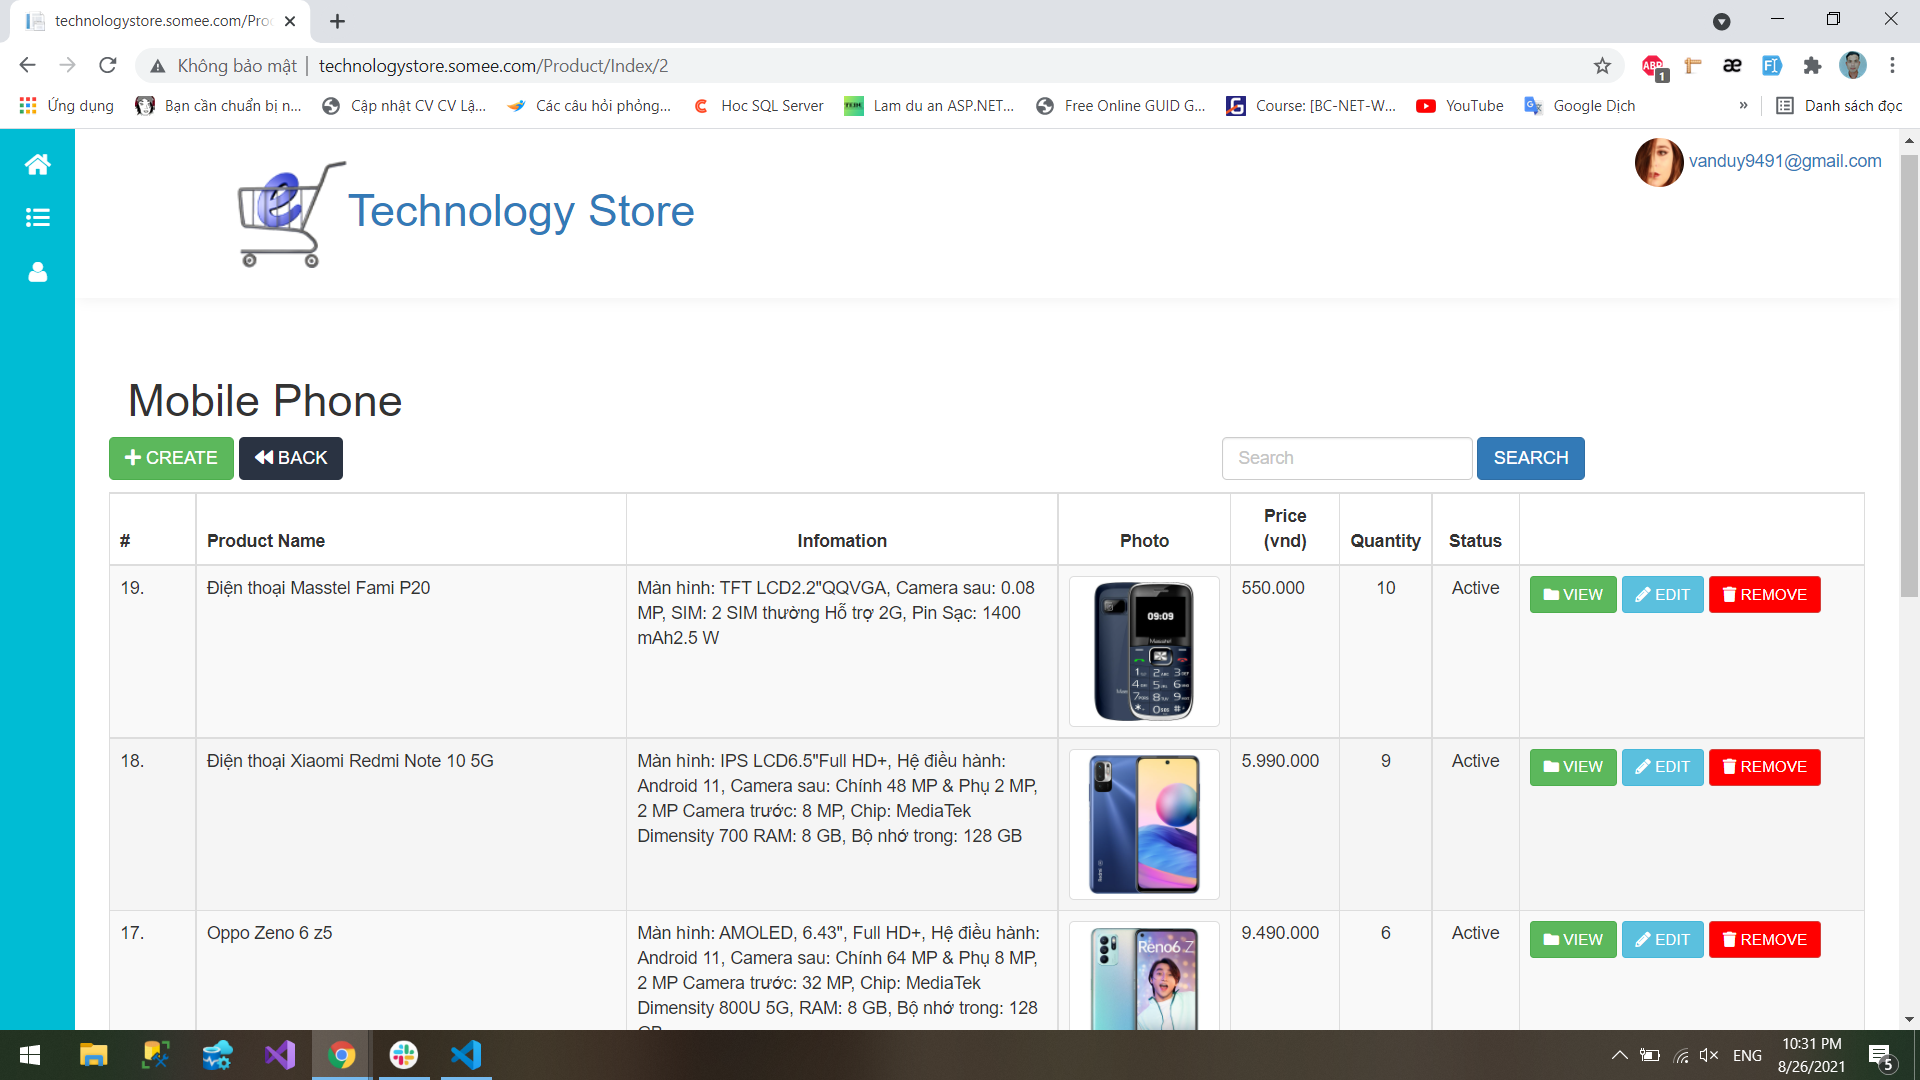 technologystore.somee.com/Pro
Không bảo mật | technologystore.somee.com/Product/Index/2
ABP
1
æ
Ứng dụng
Bạn cần chuẩn bị n...
Cập nhật CV CV Lậ...
Các câu hỏi phỏng...
Hoc SQL Server
Lam du an ASP.NET...
Free Online GUID G...
Course: [BC-NET-W...
YouTube
Google Dịch
»
Danh sách đọc
e
Technology Store
vanduy9491@gmail.com
Mobile Phone
CREATE
BACK
Search
SEARCH
#
Product Name
Infomation
Photo
Price
(vnd)
Quantity
Status
19.
Điện thoại Masstel Fami P20
Màn hình: TFT LCD2.2"QQVGA, Camera sau: 0.08
MP, SIM: 2 SIM thường Hỗ trợ 2G, Pin Sạc: 1400
mAh2.5 W
09:09
Masstel
550.000
10
Active
VIEW
EDIT
REMOVE
18.
Điện thoại Xiaomi Redmi Note 10 5G
Màn hình: IPS LCD6.5"Full HD+, Hệ điều hành:
Android 11, Camera sau: Chính 48 MP & Phụ 2 MP,
2 MP Camera trước: 8 MP, Chip: MediaTek
Dimensity 700 RAM: 8 GB, Bộ nhớ trong: 128 GB
5.990.000
9
Active
VIEW
EDIT
REMOVE
17.
Oppo Zeno 6 z5
Màn hình: AMOLED, 6.43", Full HD+, Hệ điều hành:
Android 11, Camera sau: Chính 64 MP & Phụ 8 MP,
2 MP Camera trước: 32 MP, Chip: MediaTek
Dimensity 800U 5G, RAM: 8 GB, Bộ nhớ trong: 128
Reno6 Z
9.490.000
6
Active
VIEW
EDIT
REMOVE
ENG
10:31 PM
8/26/2021
5